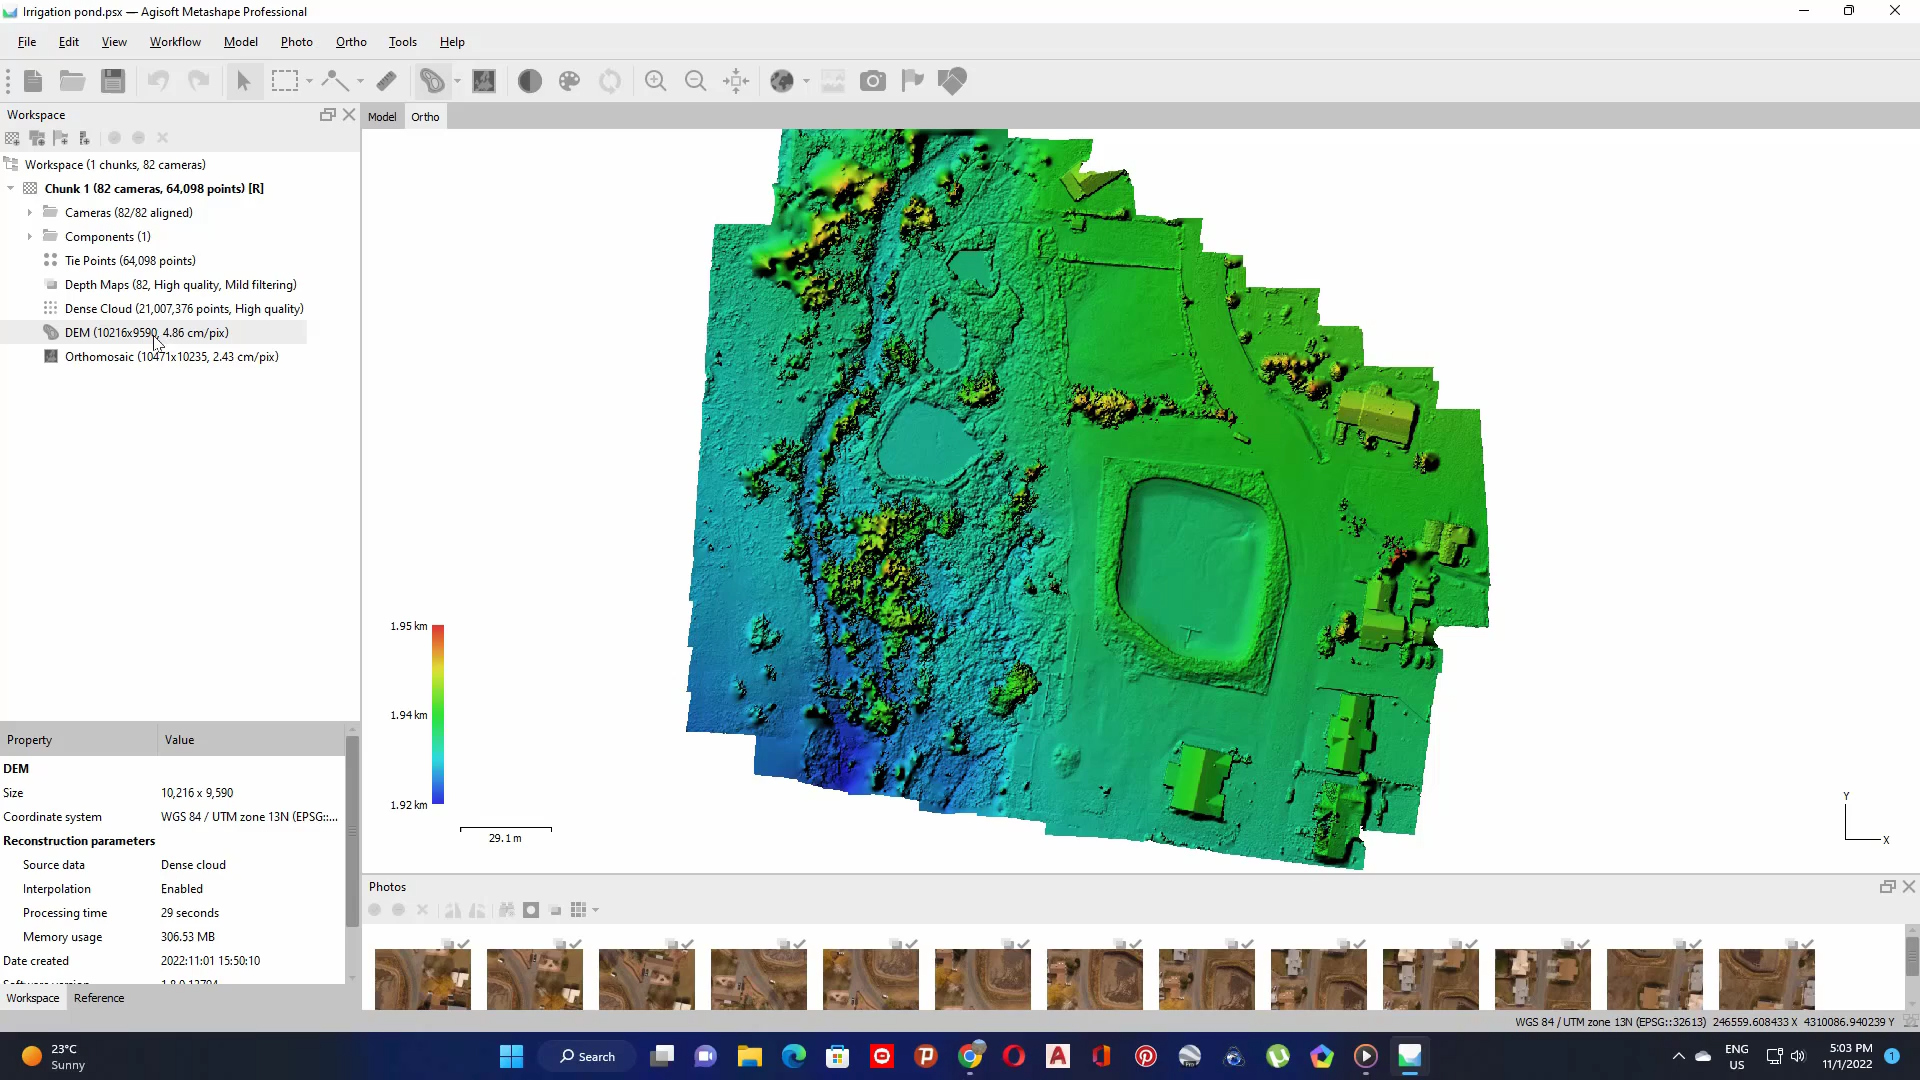 Irrigation pond.psx — Agisoft Metashape Professional
File Edit View Workflow Model Photo Ortho Tools Help
Workspace
Model Ortho
Workspace (1 chunks, 82 cameras)
Chunk 1 (82 cameras, 64,098 points) [R]
Cameras (82/82 aligned)
Components (1)
Tie Points (64,098 points)
Depth Maps (82, High quality, Mild filtering)
Dense Cloud (21,007,376 points, High quality)
DEM (10216x9590, 4.86 cm/pix)
Orthomosaic (10471x10235, 2.43 cm/pix)
1.95 km
1.94 km
1.92 km
29.1 m
Y
X
Property Value
DEM
Size 10,216 x 9,590
Coordinate system WGS 84 / UTM zone 13N (EPSG::...
Reconstruction parameters
Source data Dense cloud
Interpolation Enabled
Processing time 29 seconds
Memory usage 306.53 MB
Date created 2022:11:01 15:50:10
Workspace Reference
Photos
WGS 84 / UTM zone 13N (EPSG::32613) 246559.608433 X 4310086.940239 Y
23°C
Sunny
Search
ENG
US
5:03 PM
11/1/2022
1